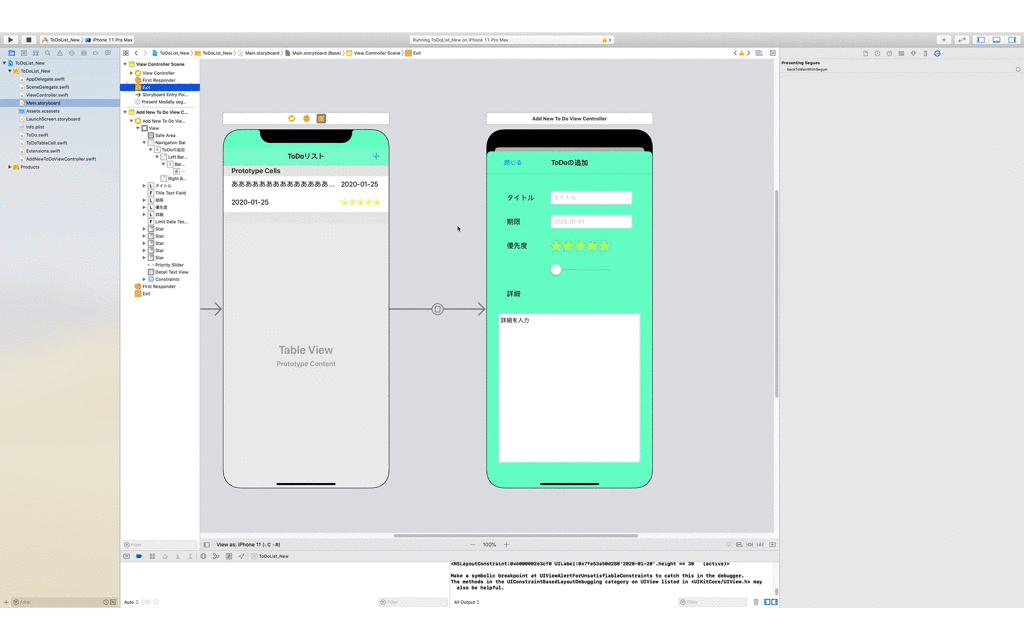 ToDoList_New
iPhone 11 Pro Max
Running ToDoList_New on iPhone 11 Pro Max
ToDoList_New
ToDoList_New
Main.storyboard
Main.storyboard (Base)
View Controller Scene
Exit
ToDoList_New
ToDoList_New
AppDelegate.swift
SceneDelegate.swift
ViewController.swift
Main.storyboard
Assets.xcassets
LaunchScreen.storyboard
Info.plist
ToDo.swift
ToDoTableCell.swift
Extensions.swift
AddNewToDoViewController.swift
Products
View Controller Scene
View Controller
First Responder
Exit
Storyboard Entry Poi...
Present Modally seg...
Add New To Do View C...
Add New To Do Vie...
View
Safe Area
Navigation Bar
ToDoの追加
Left Bar...
Bar...
Right B...
タイトル
Title Text Field
期限
優先度
詳細
Limit Date Tex...
Star
Star
Star
Star
Star
Priority Slider
Detail Text View
Constraints
First Responder
Exit
ToDoリスト
+
Prototype Cells
あああああああああああああああ... 2020-01-25
2020-01-25
Table View
Prototype Content
Add New To Do View Controller
閉じる
ToDoの追加
タイトル
タイトル
期限
2020-01-01
優先度
詳細
詳細を入力
Presenting Segues
backToMainWithSegue
Filter
View as: iPhone 11 (wC hR)
100%
ToDoList_New
<NSLayoutConstraint:0x6000002e3cf0 UILabel:0x7fe53a50d280'2020-01-20'.height == 30 (active)>
Make a symbolic breakpoint at UIViewAlertForUnsatisfiableConstraints to catch this in the debugger.
The methods in the UIConstraintBasedLayoutDebugging category on UIView listed in <UIKitCore/UIView.h> may
also be helpful.
Filter
Auto
Filter
All Output
Filter